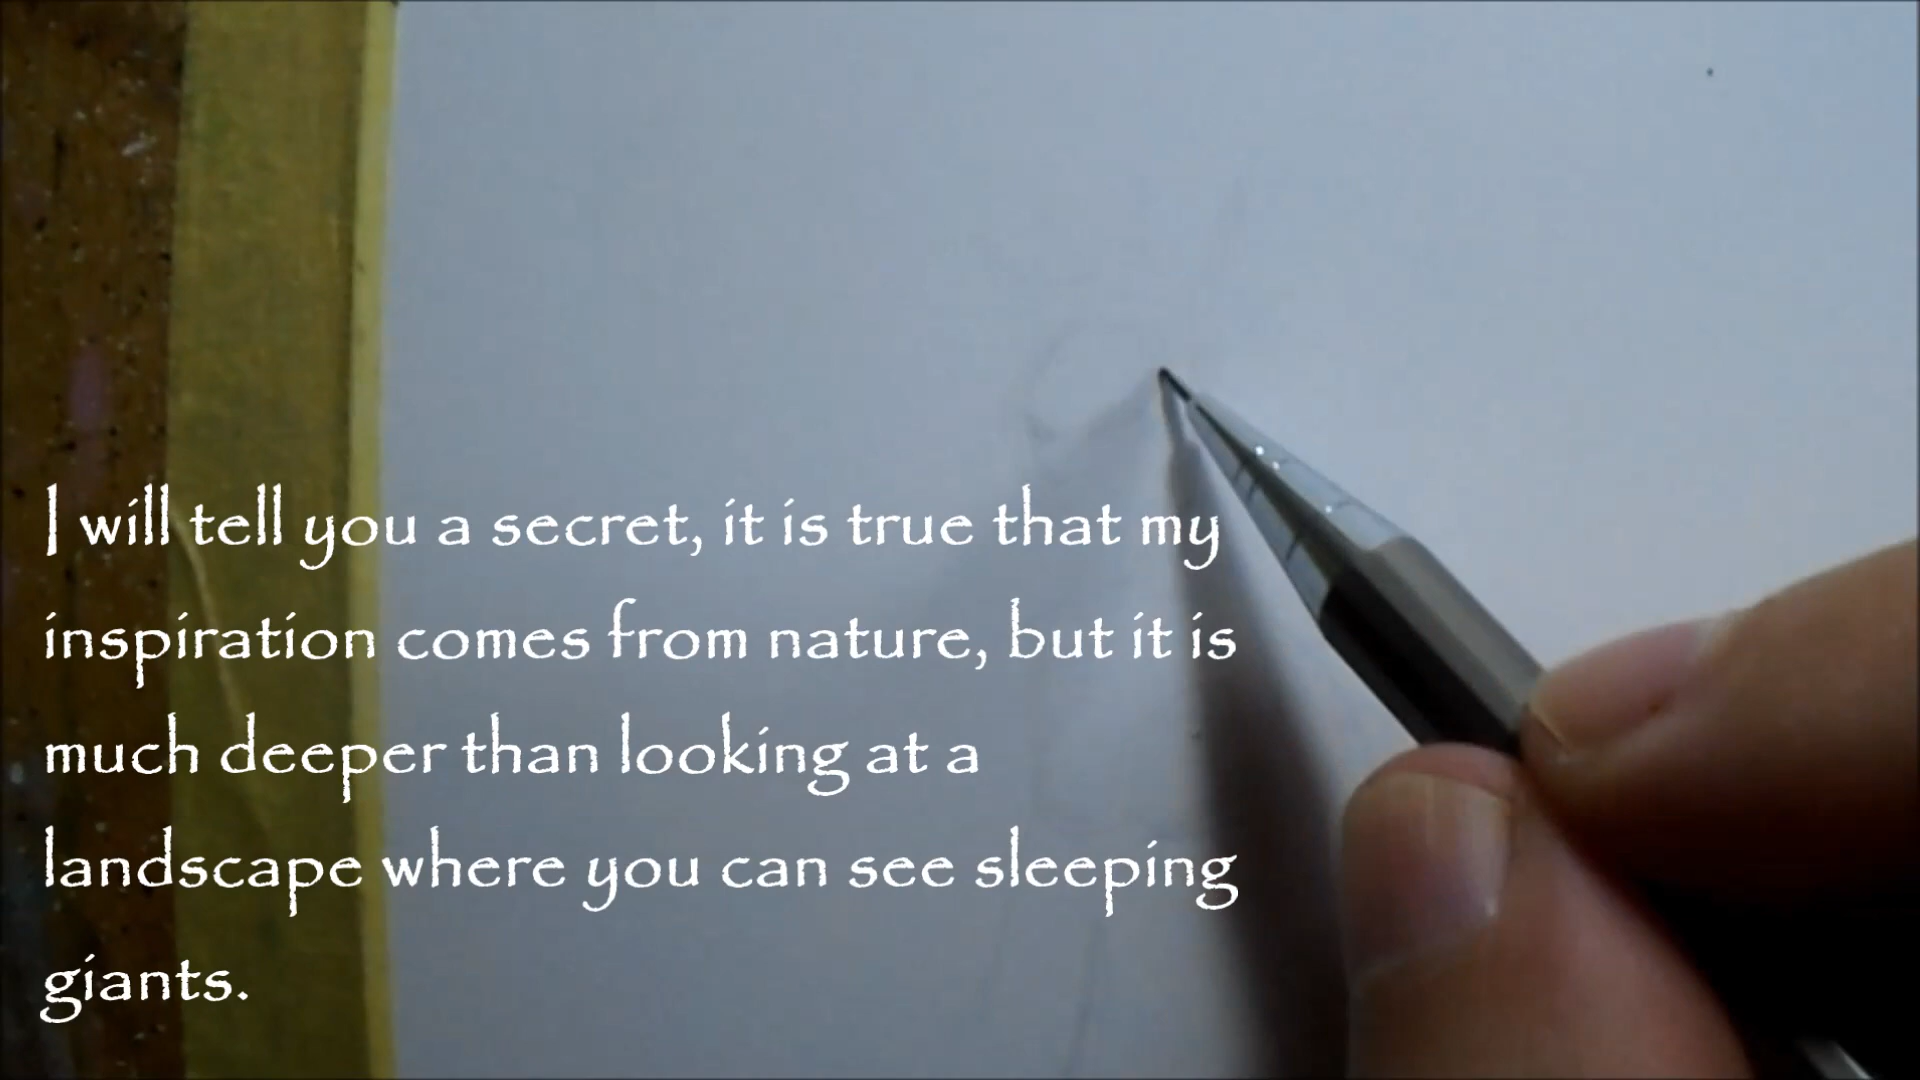 I will tell you a secret, it is true that my
inspiration comes from nature, but it is
much deeper than looking at a
landscape where you can see sleeping
giants.